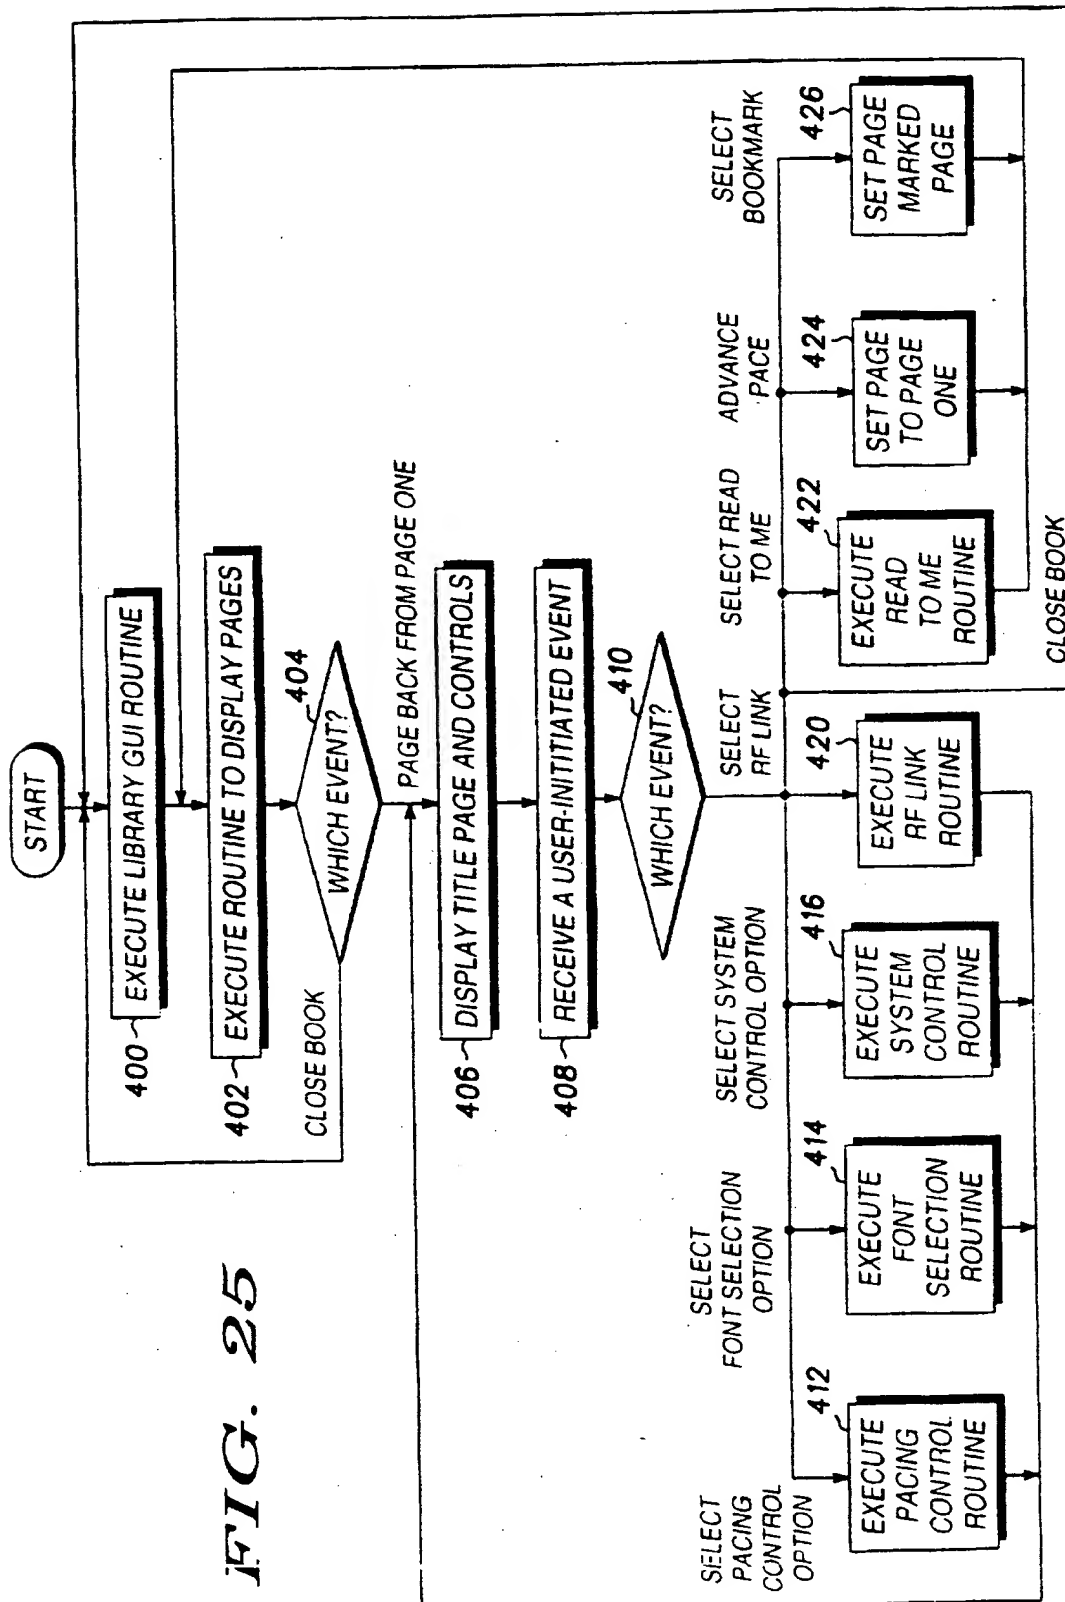 FIG. 25
START
400
EXECUTE LIBRARY GUI ROUTINE
402
EXECUTE ROUTINE TO DISPLAY PAGES
404
WHICH EVENT?
CLOSE BOOK
PAGE BACK FROM PAGE ONE
406
DISPLAY TITLE PAGE AND CONTROLS
408
RECEIVE A USER-INITITIATED EVENT
410
WHICH EVENT?
SELECT
PACING
CONTROL
OPTION
412
EXECUTE
PACING
CONTROL
ROUTINE
SELECT
FONT SELECTION
OPTION
414
EXECUTE
FONT
SELECTION
ROUTINE
SELECT SYSTEM
CONTROL OPTION
416
EXECUTE
SYSTEM
CONTROL
ROUTINE
SELECT
RF LINK
420
EXECUTE
RF LINK
ROUTINE
SELECT READ
TO ME
422
EXECUTE
READ
TO ME
ROUTINE
ADVANCE
PACE
424
SET PAGE
TO PAGE
ONE
SELECT
BOOKMARK
426
SET PAGE
MARKED
PAGE
CLOSE BOOK